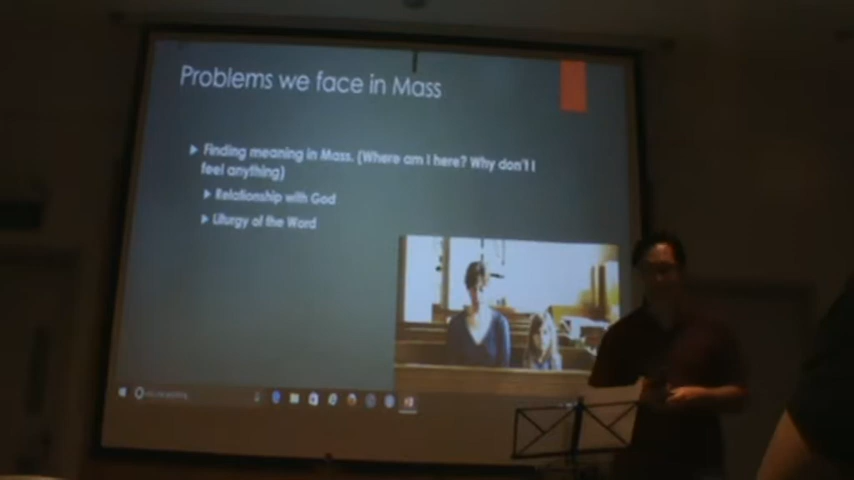 Problems we face in Mass
Finding meaning in Mass. (Where am I here? Why don't I
feel anything)
Relationship with God
Liturgy of the Word